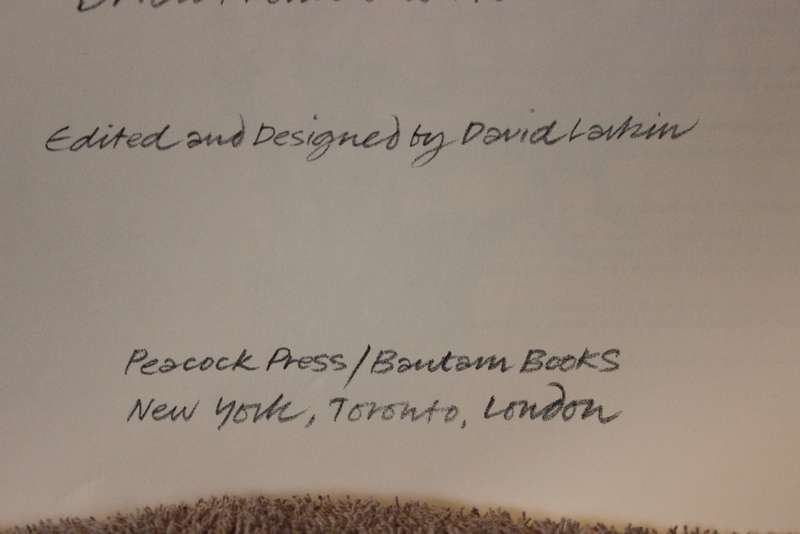 Edited and Designed by David Larkin
Peacock Press/Bantam Books
New York, Toronto, London